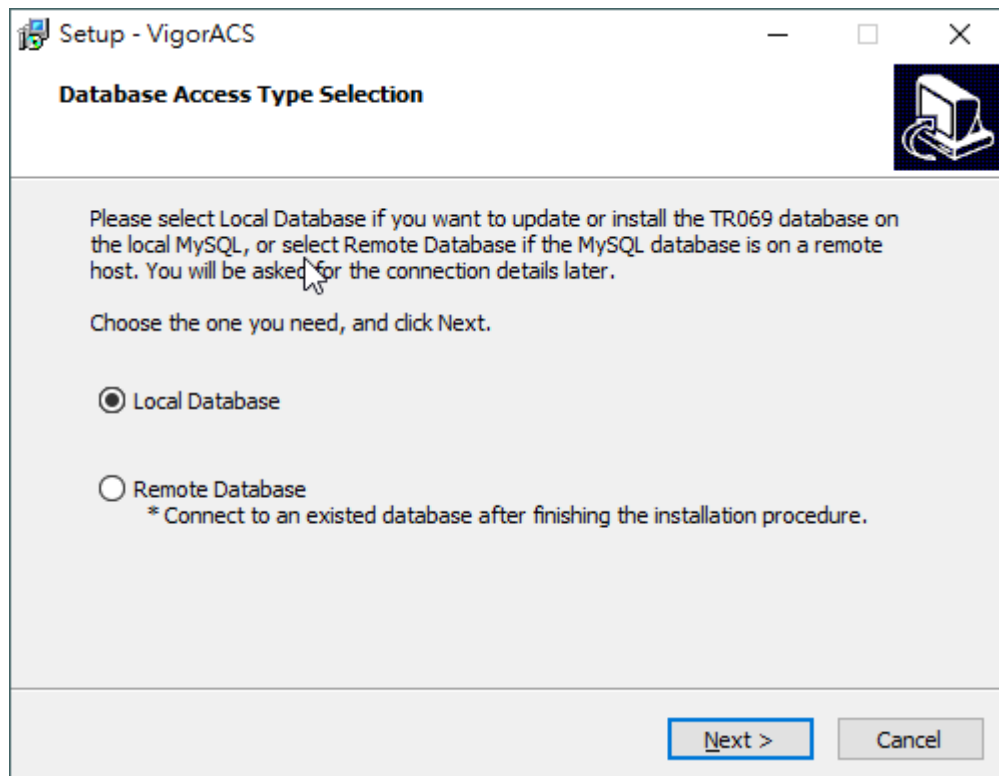 Setup - VigorACS
Database Access Type Selection
Please select Local Database if you want to update or install the TR069 database on
the local MySQL, or select Remote Database if the MySQL database is on a remote
host. You will be asked for the connection details later.
Choose the one you need, and click Next.
Local Database
Remote Database
* Connect to an existed database after finishing the installation procedure.
Next >
Cancel